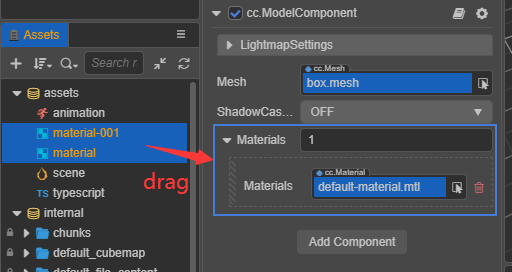 Assets
Search r
assets
animation
material-001
material
scene
TS typescript
internal
chunks
default_cubemap
default_file_content
drag
cc.ModelComponent
LightmapSettings
Mesh
cc.Mesh
box.mesh
ShadowCas...
OFF
Materials
1
Materials
cc.Material
default-material.mtl
Add Component